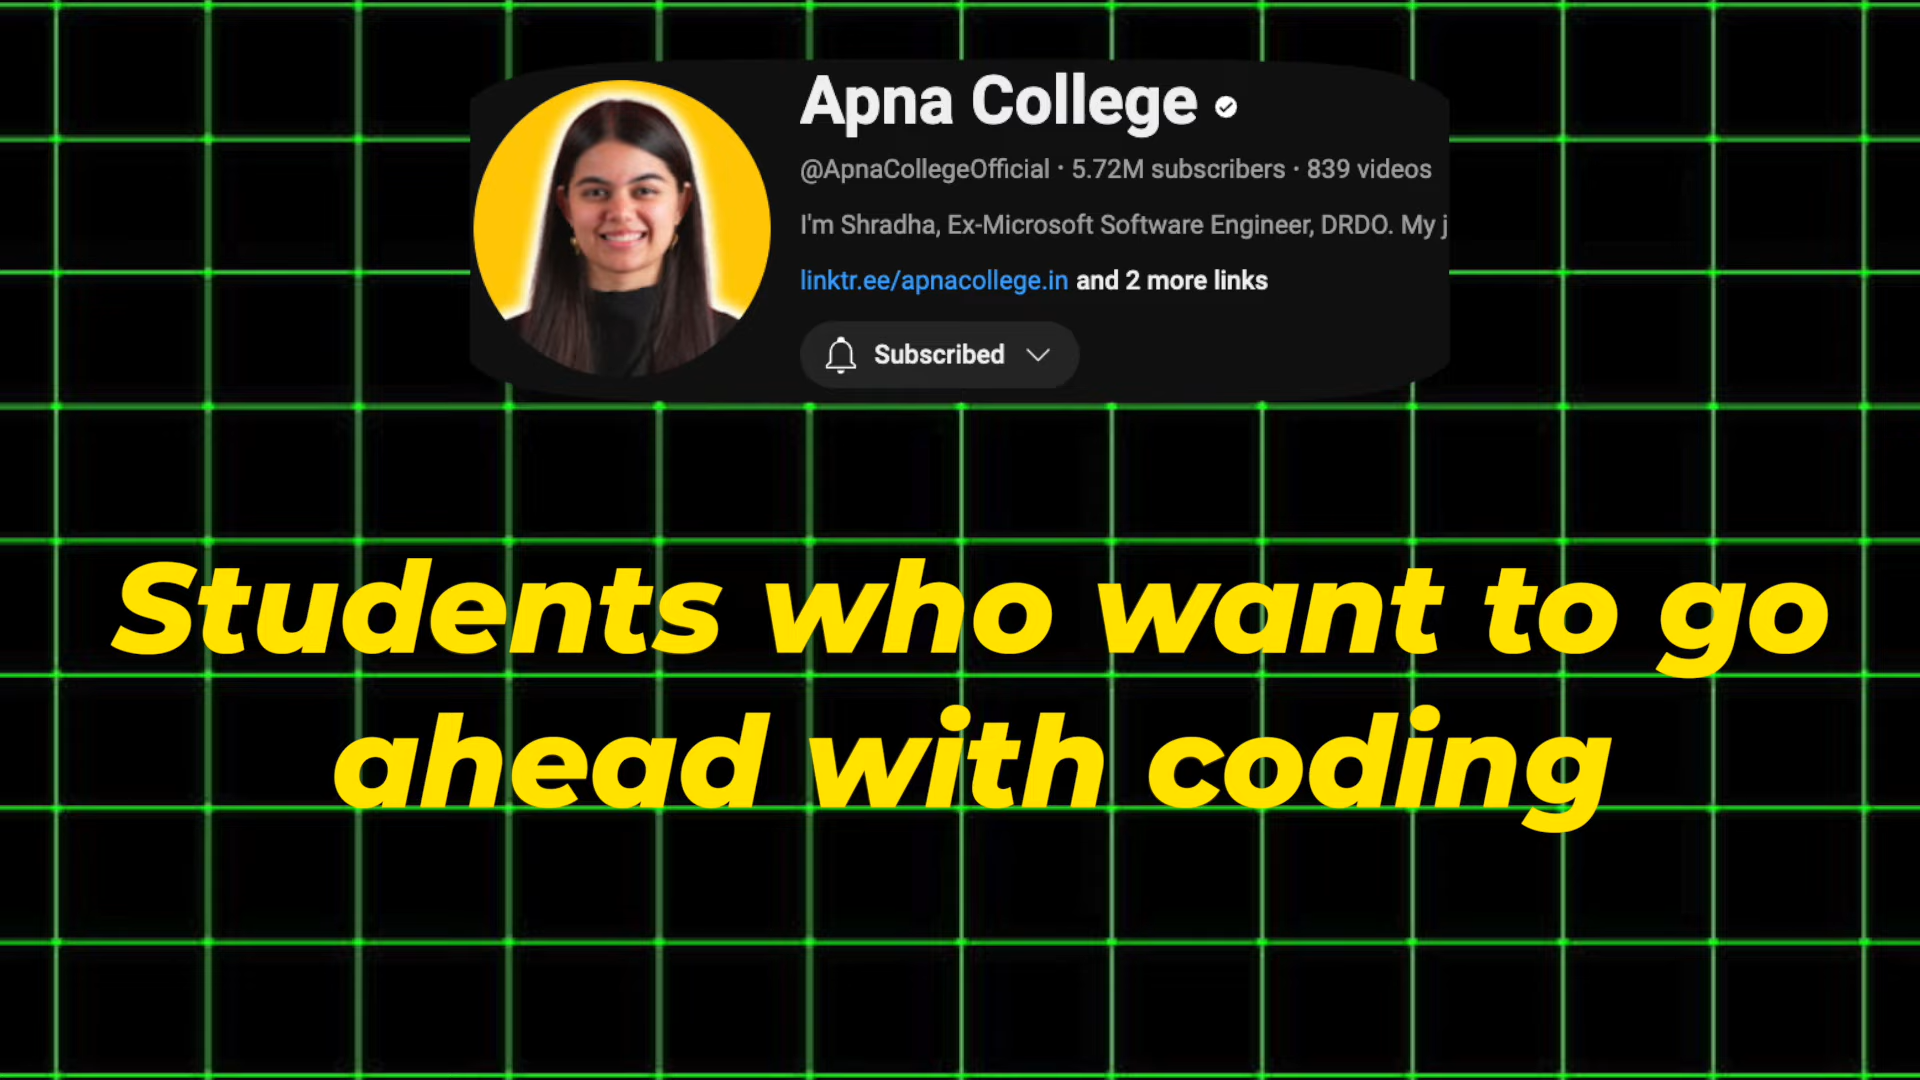 Apna College
@ApnaCollegeOfficial · 5.72M subscribers · 839 videos
I'm Shradha, Ex-Microsoft Software Engineer, DRDO. My j
linktr.ee/apnacollege.in and 2 more links
Subscribed
Students who want to go
ahead with coding